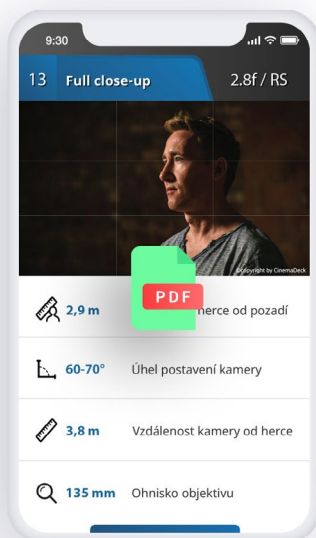 9:30
13 Full close-up 2.8f / RS
©copyright by CinemaDeck
PDF
2,9 m herce od pozadí
60-70° Úhel postavení kamery
3,8 m Vzdálenost kamery od herce
135 mm Ohnisko objektivu